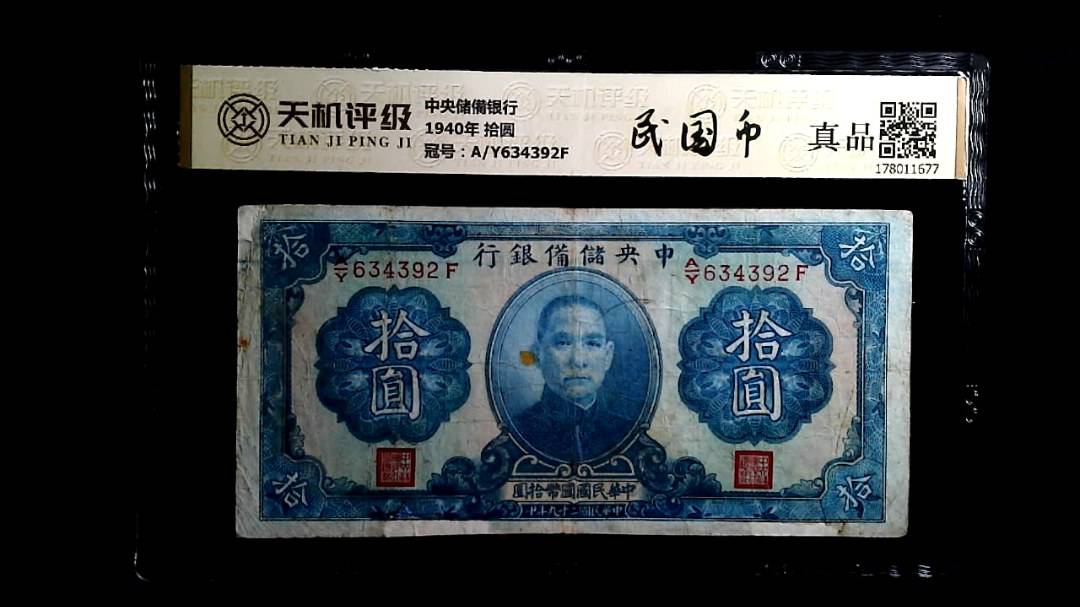 天机评级
TIAN JI PING JI
中央储備银行
1940年 拾圆
冠号：A/Y634392F
民国币
真品
178011677
行銀備儲央中
A/Y634392F
A/Y634392F
拾
拾
拾圓
拾圓
圓拾幣國國民華中
拾
拾